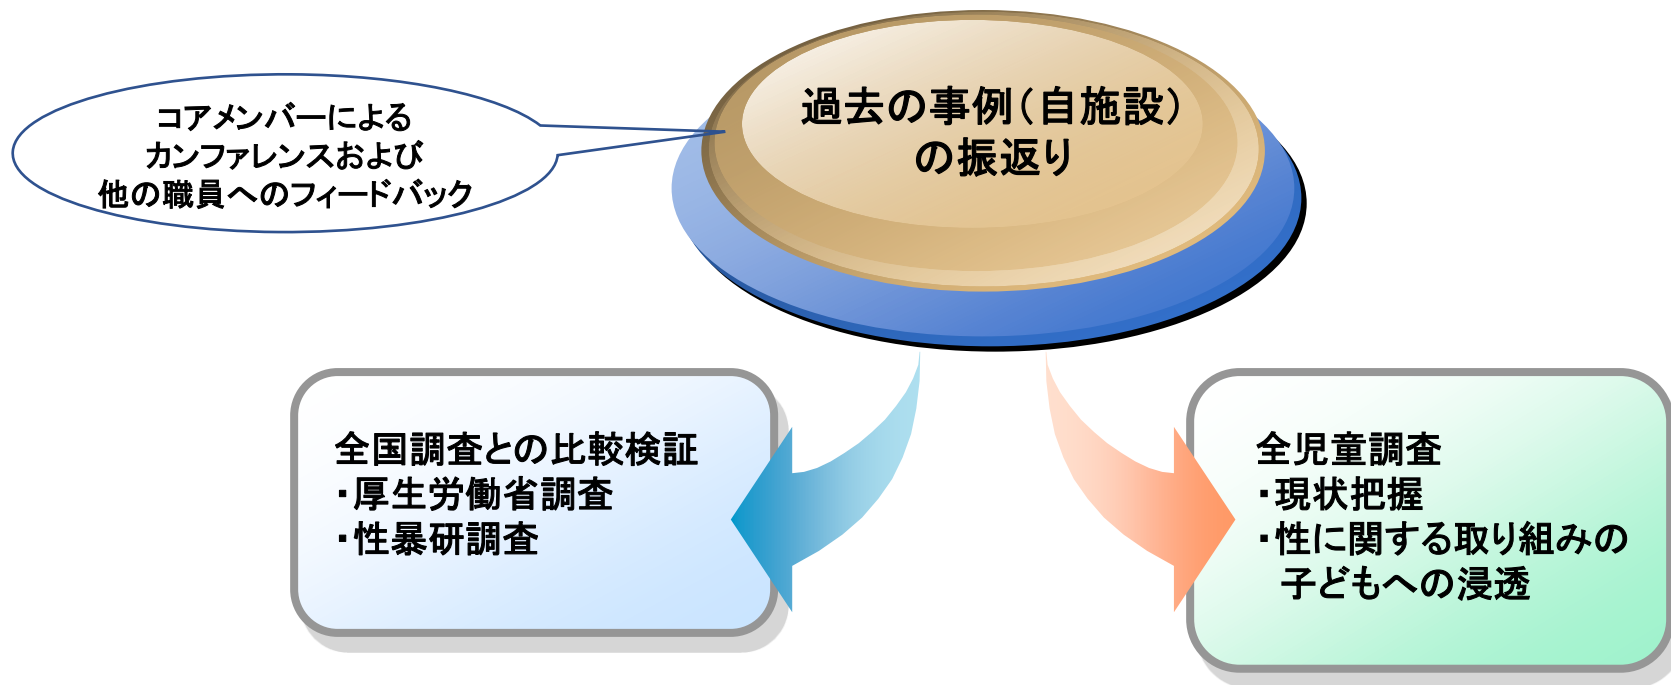 コアメンバーによる
カンファレンスおよび
他の職員へのフィードバック
過去の事例（自施設）
の振返り
全国調査との比較検証
・厚生労働省調査
・性暴研調査
全児童調査
・現状把握
・性に関する取り組みの
子どもへの浸透